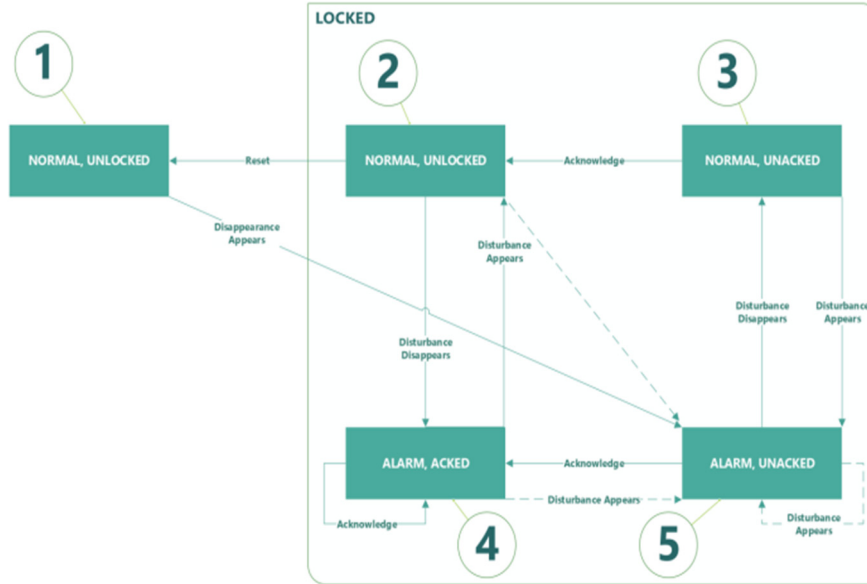 LOCKED
1
2
3
NORMAL, UNLOCKED
Reset
NORMAL, UNLOCKED
Acknowledge
NORMAL, UNACKED
Disappearance
Appears
Disturbance
Appears
Disturbance
Disappears
Disturbance
Appears
Disturbance
Disappears
ALARM, ACKED
Acknowledge
ALARM, UNACKED
Disturbance Appears
Acknowledge
Disturbance
Appears
4
5